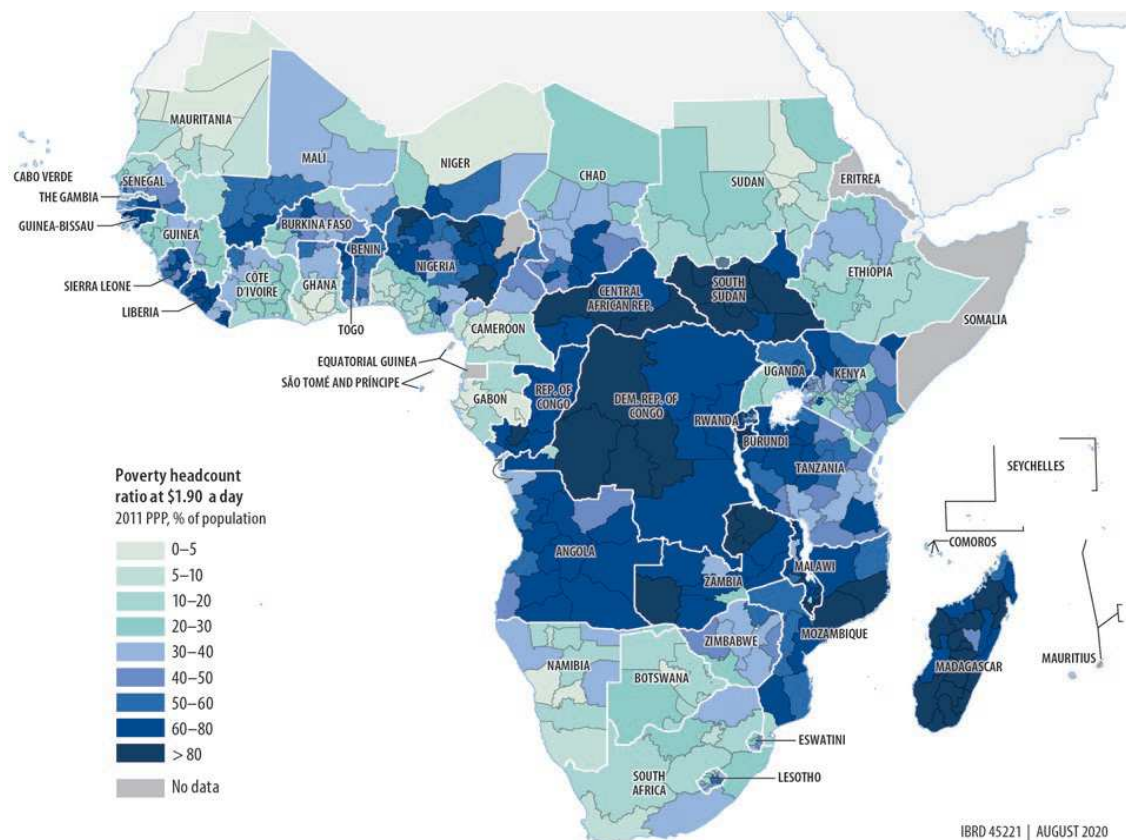 MAURITANIA
MALI
NIGER
CHAD
SUDAN
ERITREA
CABO VERDE
SENEGAL
THE GAMBIA
GUINEA-BISSAU
GUINEA
BURKINA FASO
BENIN
NIGERIA
SIERRA LEONE
CÔTE
D'IVOIRE
GHANA
LIBERIA
TOGO
CENTRAL
AFRICAN REP.
SOUTH
SUDAN
ETHIOPIA
SOMALIA
CAMEROON
EQUATORIAL GUINEA
SÃO TOMÉ AND PRÍNCIPE
GABON
REP. OF
CONGO
DEM. REP. OF
CONGO
UGANDA
KENYA
RWANDA
BURUNDI
TANZANIA
SEYCHELLES
COMOROS
Poverty headcount
ratio at $1.90 a day
2011 PPP, % of population
0–5
5–10
10–20
20–30
30–40
40–50
50–60
60–80
> 80
No data
ANGOLA
ZAMBIA
MALAWI
MOZAMBIQUE
ZIMBABWE
MADAGASCAR
MAURITIUS
NAMIBIA
BOTSWANA
ESWATINI
SOUTH
AFRICA
LESOTHO
IBRD 45221 | AUGUST 2020